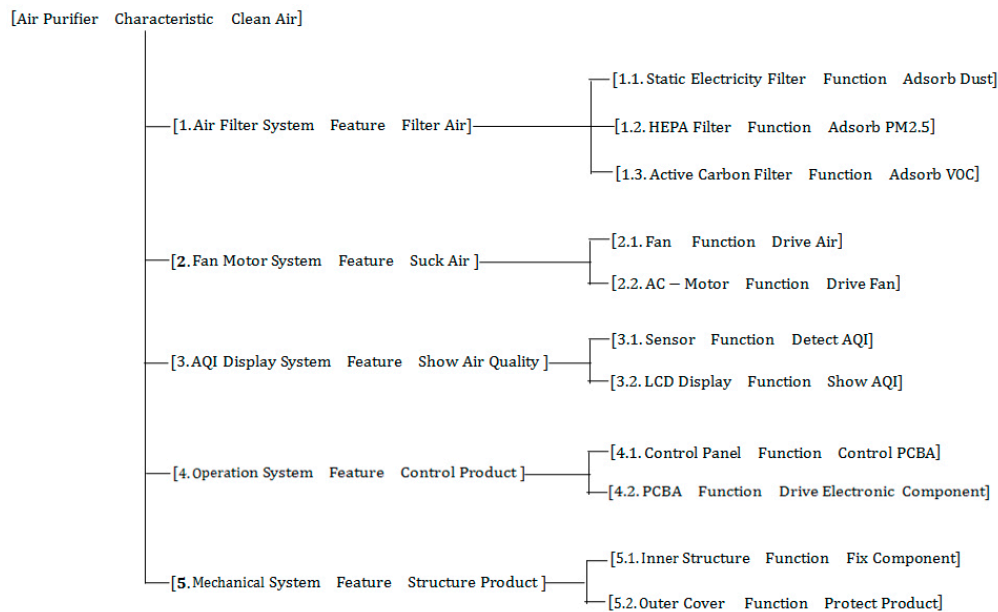 [Air Purifier Characteristic Clean Air]
[1.1. Static Electricity Filter Function Adsorb Dust]
[1.Air Filter System Feature Filter Air]
[1.2. HEPA Filter Function Adsorb PM2.5]
[1.3. Active Carbon Filter Function Adsorb VOC]
[2.1. Fan Function Drive Air]
[2.Fan Motor System Feature Suck Air ]
[2.2. AC − Motor Function Drive Fan]
[3.1. Sensor Function Detect AQI]
[3.AQI Display System Feature Show Air Quality ]
[3.2. LCD Display Function Show AQI]
[4.1. Control Panel Function Control PCBA]
[4.Operation System Feature Control Product ]
[4.2. PCBA Function Drive Electronic Component]
[5.1. Inner Structure Function Fix Component]
[5.Mechanical System Feature Structure Product ]
[5.2. Outer Cover Function Protect Product]